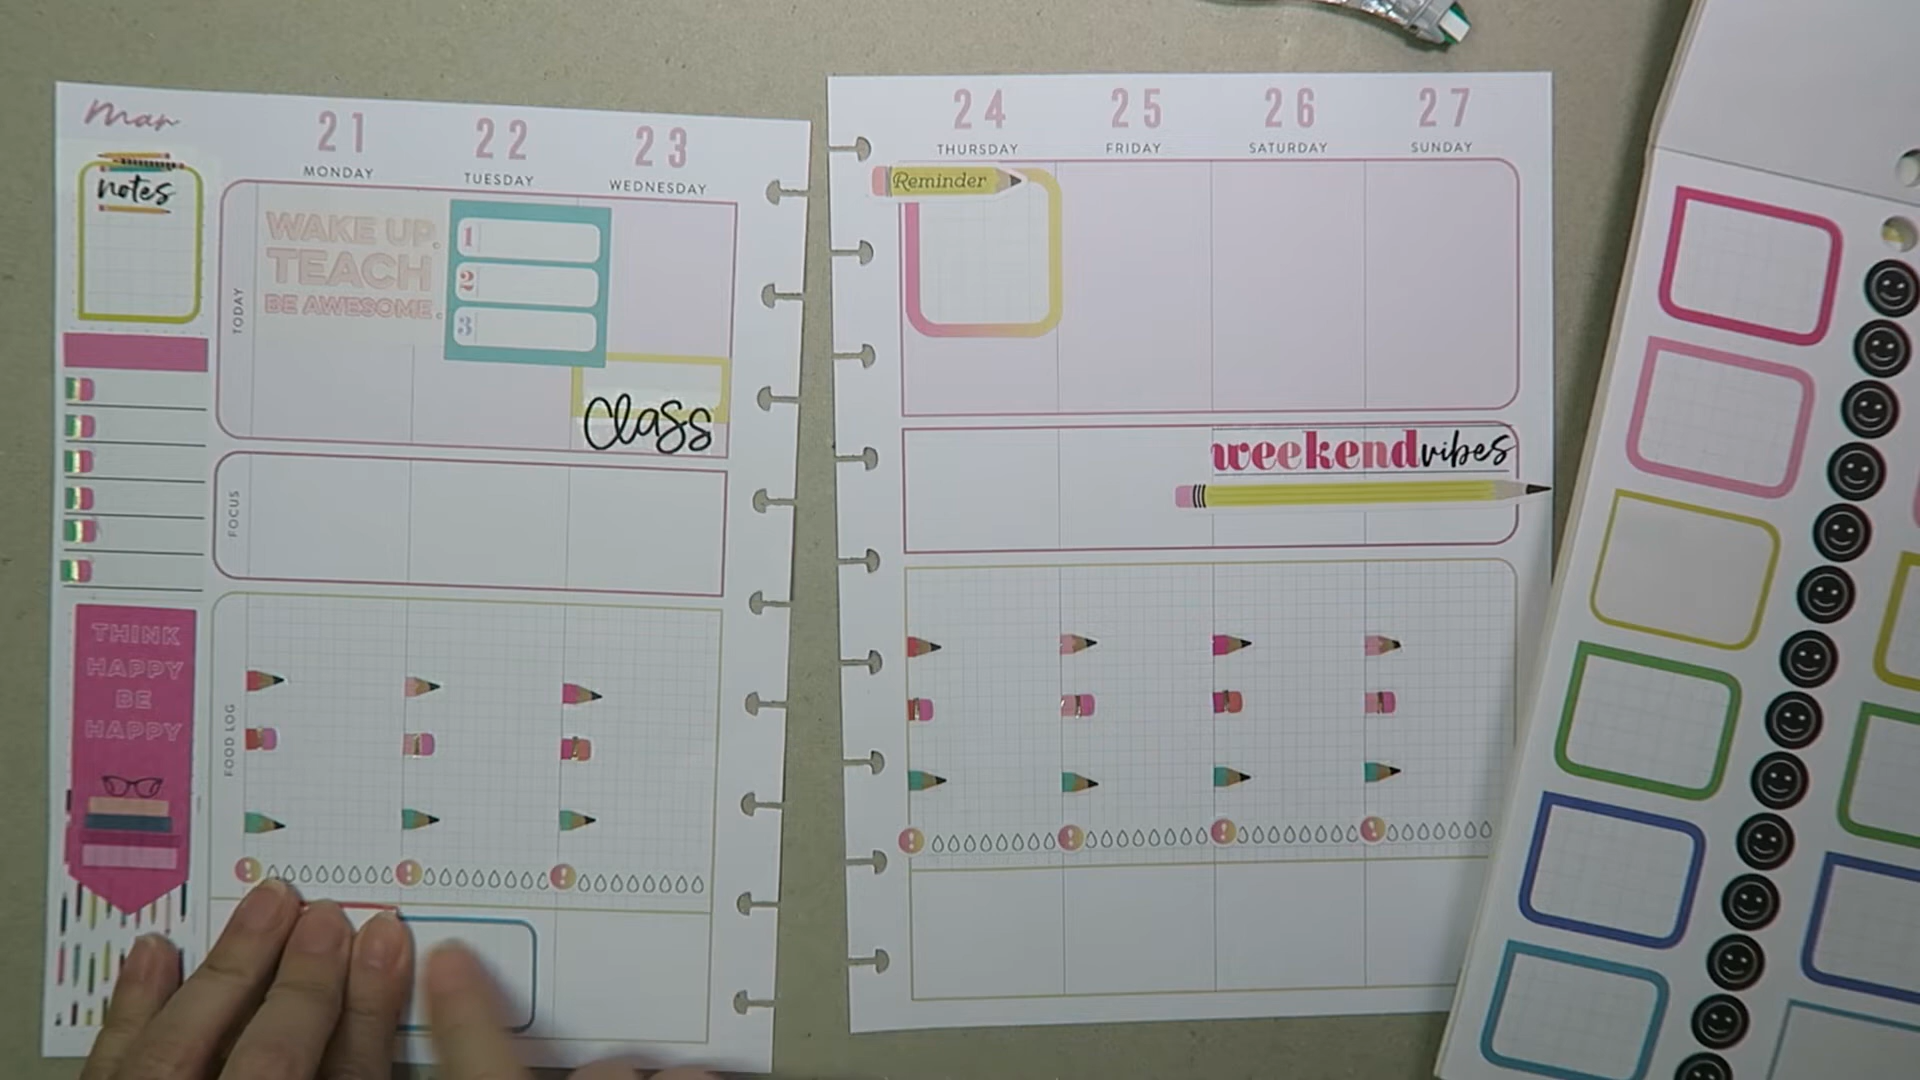 Mar
21
22
23
MONDAY
TUESDAY
WEDNESDAY
notes
TODAY
WAKE UP.
TEACH
BE AWESOME.
1
2
3
Class
FOCUS
THINK
HAPPY
BE
HAPPY
FOOD LOG
24
25
26
27
THURSDAY
FRIDAY
SATURDAY
SUNDAY
Reminder
weekend vibes